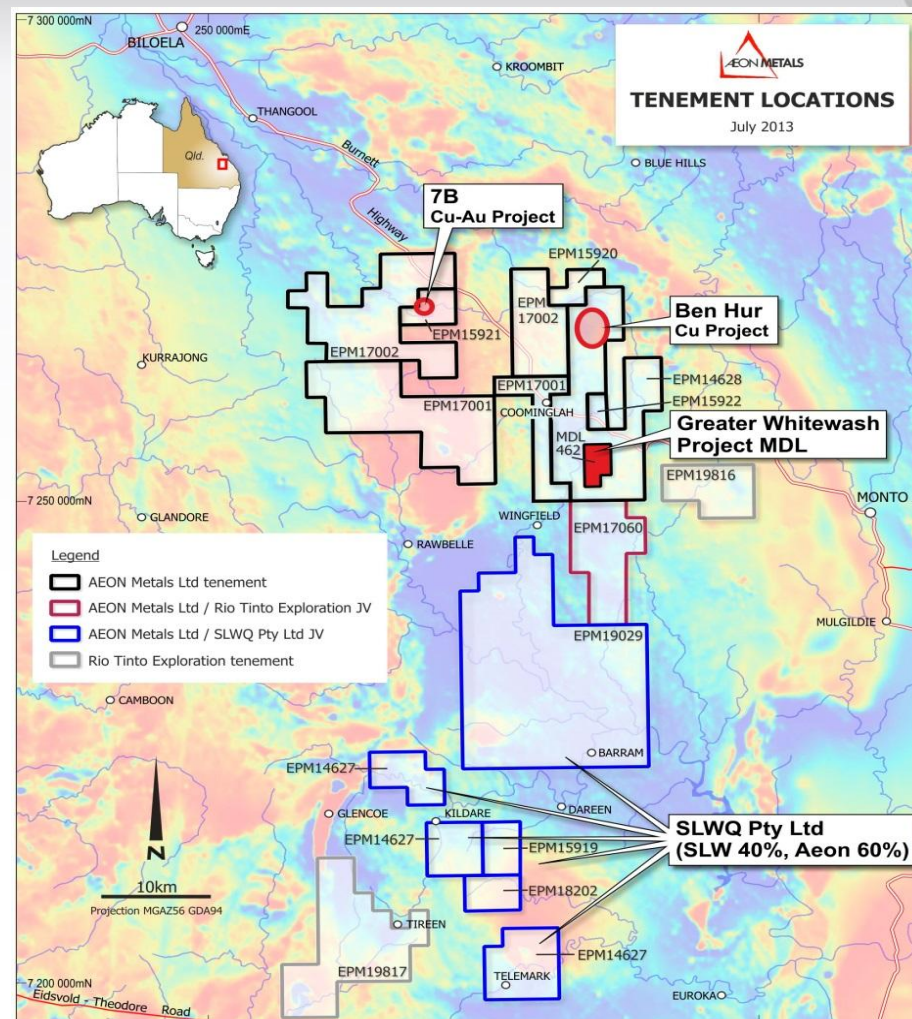 7 300 000mN
250 000mE
BILOELA
KROOMBIT
AEON METALS
TENEMENT LOCATIONS
July 2013
THANGOOL
Qld.
Burnett
Highway
BLUE HILLS
7B
Cu-Au Project
EPM15920
EPM
17002
Ben Hur
Cu Project
EPM15921
KURRAJONG
EPM17002
EPM17001
EPM17001
EPM14628
COOMINGLAH
EPM15922
MDL
462
Greater Whitewash
Project MDL
EPM19816
7 250 000mN
MONTO
GLANDORE
WINGFIELD
EPM17060
RAWBELLE
Legend
AEON Metals Ltd tenement
AEON Metals Ltd / Rio Tinto Exploration JV
AEON Metals Ltd / SLWQ Pty Ltd JV
Rio Tinto Exploration tenement
MULGILDIE
EPM19029
CAMBOON
BARRAM
EPM14627
GLENCOE
KILDARE
DAREEN
SLWQ Pty Ltd
(SLW 40%, Aeon 60%)
EPM14627
EPM15919
N
10km
Projection MGAZ56 GDA94
EPM18202
TIREEN
EPM14627
EPM19817
TELEMARK
7 200 000mN
EUROKA
Eidsvold - Theodore Road